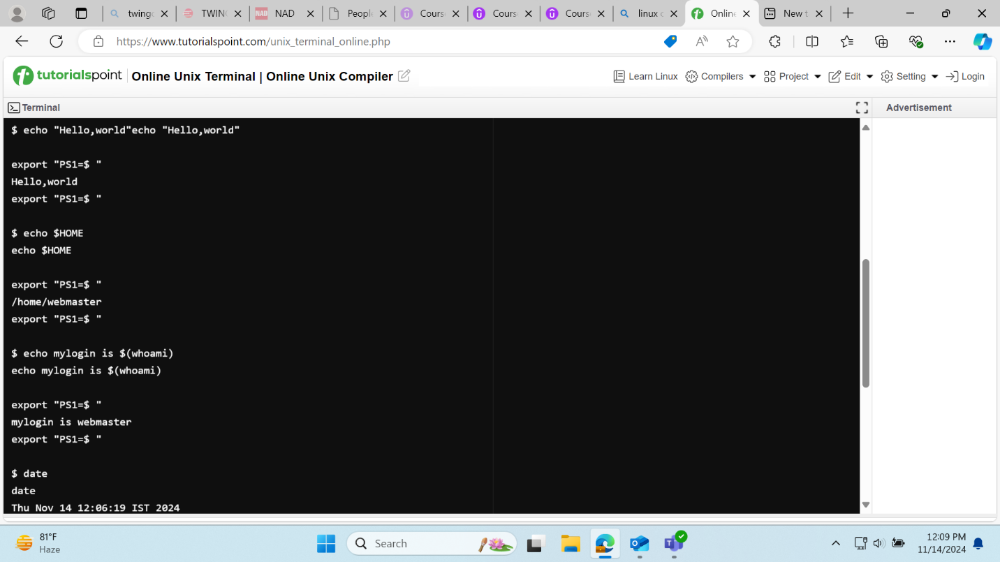 twingo
TWING
NAD
NAD
People
Cours
Cours
Cours
linux c
Online
New t
https://www.tutorialspoint.com/unix_terminal_online.php
tutorialspoint
Online Unix Terminal | Online Unix Compiler
Learn Linux
Compilers
Project
Edit
Setting
Login
Terminal
Advertisement
$ echo "Hello,world"echo "Hello,world"
export "PS1=$ "
Hello,world
export "PS1=$ "
$ echo $HOME
echo $HOME
export "PS1=$ "
/home/webmaster
export "PS1=$ "
$ echo mylogin is $(whoami)
echo mylogin is $(whoami)
export "PS1=$ "
mylogin is webmaster
export "PS1=$ "
$ date
date
Thu Nov 14 12:06:19 IST 2024
81°F
Haze
Search
12:09 PM
11/14/2024